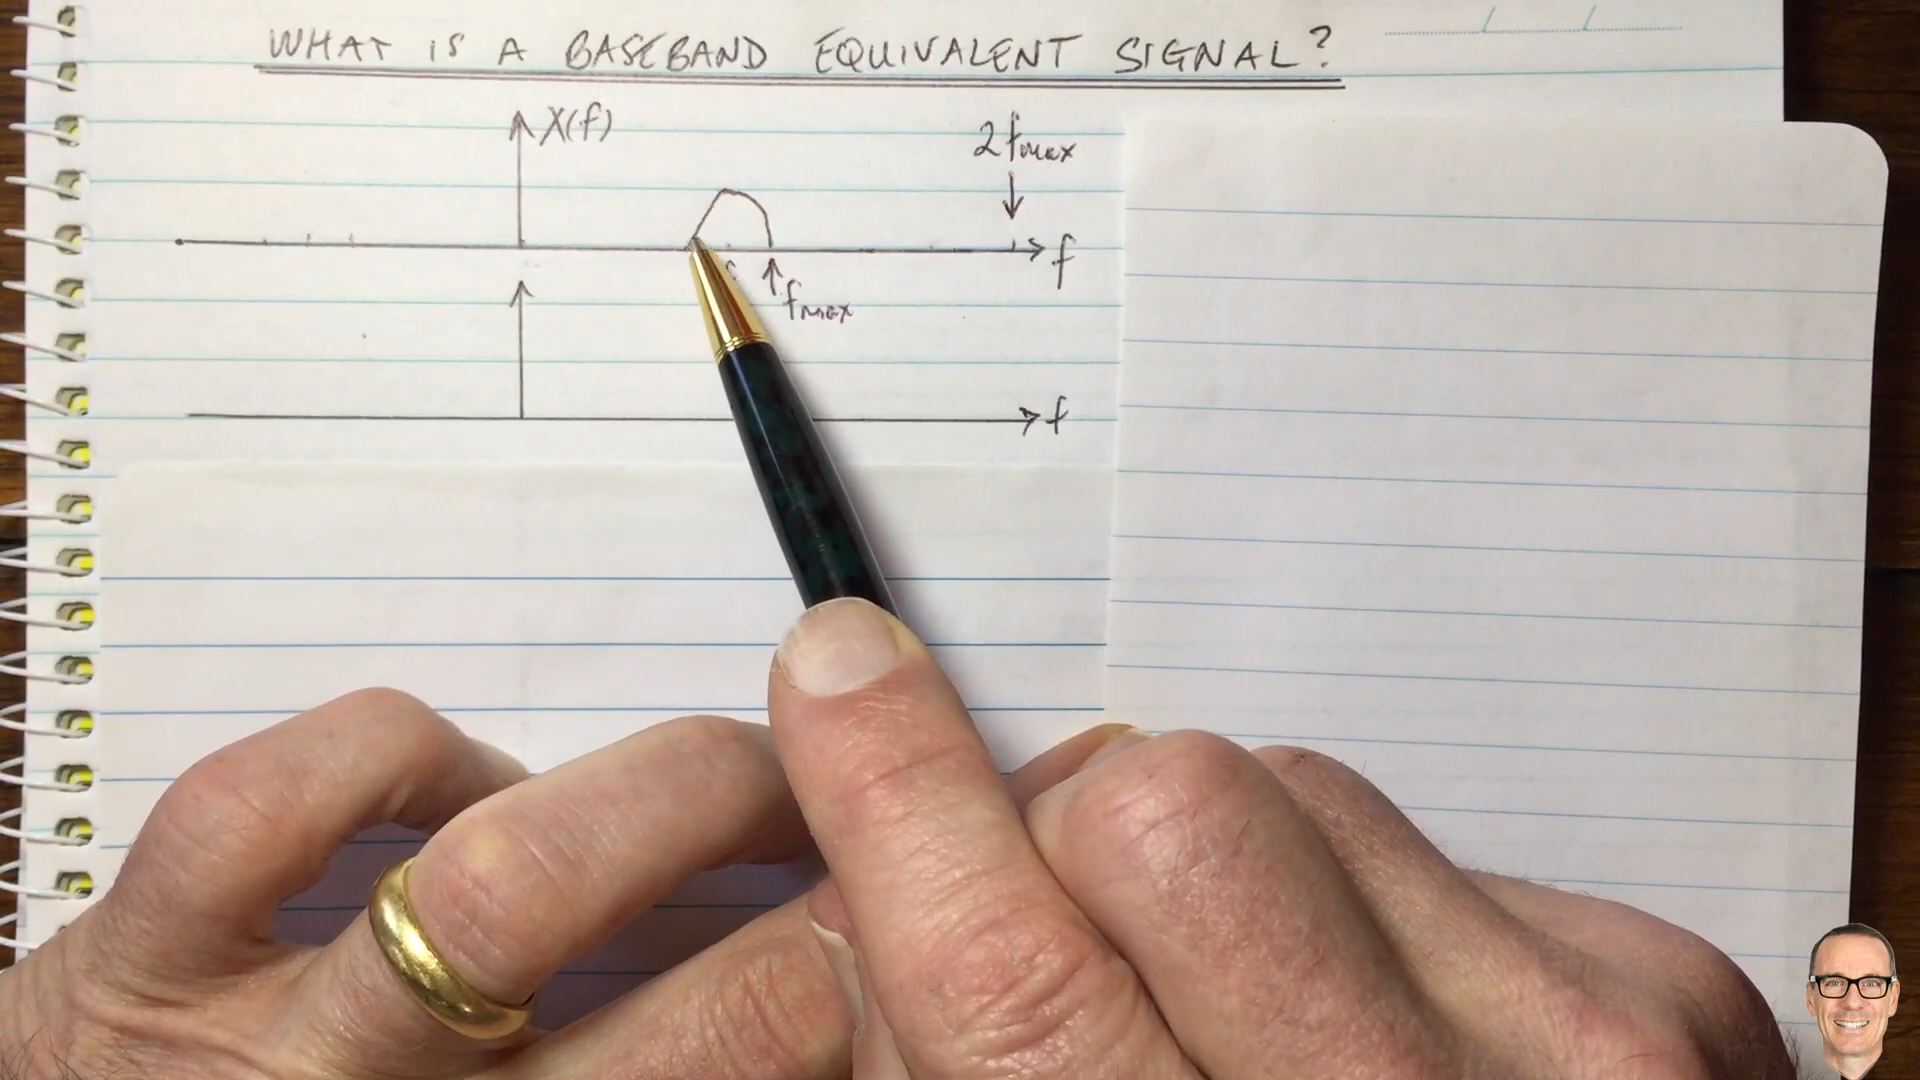 WHAT IS A BASEBAND EQUIVALENT SIGNAL?
X(f)
2fmax
f
fmax
f